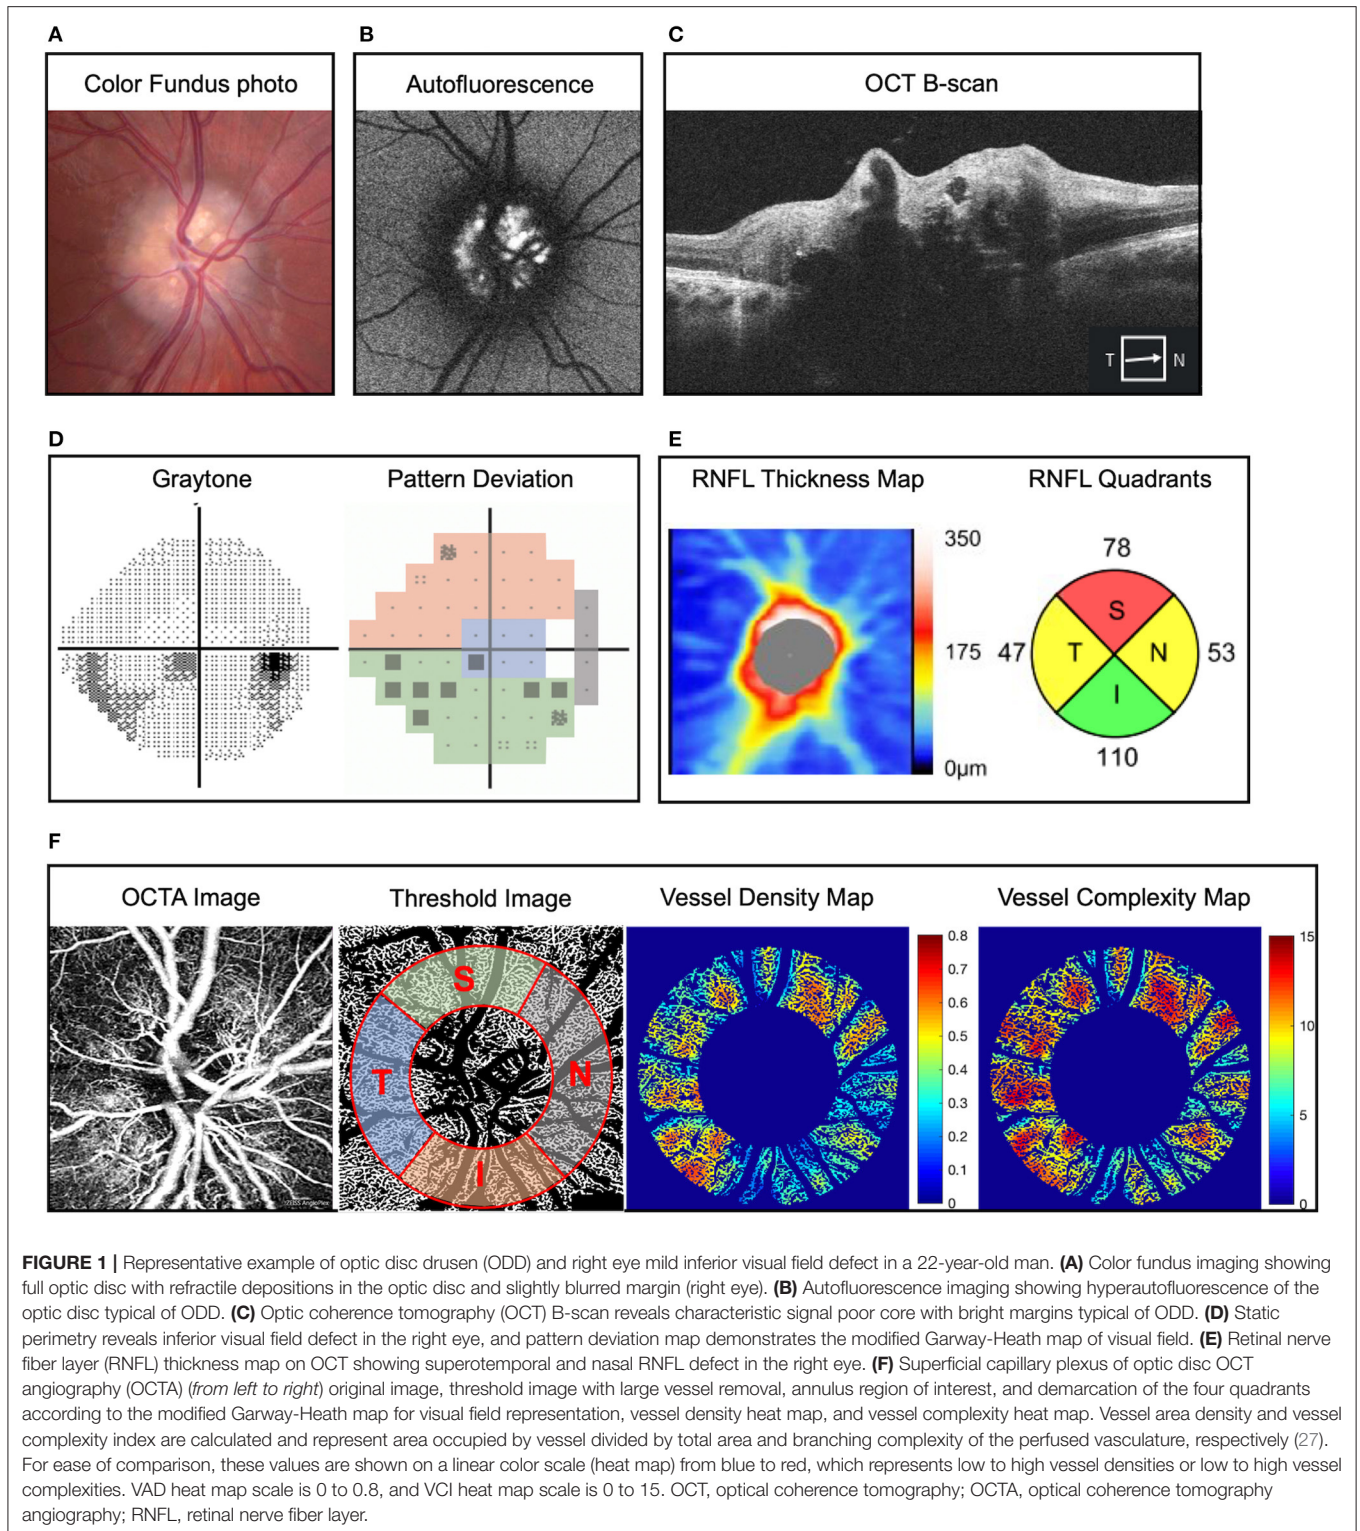 A
B
C
Color Fundus photo
Autofluorescence
OCT B-scan
T N
D
E
Graytone
Pattern Deviation
RNFL Thickness Map
RNFL Quadrants
350
175
0µm
78
S
47 T N 53
I
110
F
OCTA Image
Threshold Image
Vessel Density Map
Vessel Complexity Map
ZEISS AngioPlex
S
T
N
I
0.8
0.7
0.6
0.5
0.4
0.3
0.2
0.1
0
15
10
5
0
FIGURE 1 | Representative example of optic disc drusen (ODD) and right eye mild inferior visual field defect in a 22-year-old man. (A) Color fundus imaging showing
full optic disc with refractile depositions in the optic disc and slightly blurred margin (right eye). (B) Autofluorescence imaging showing hyperautofluorescence of the
optic disc typical of ODD. (C) Optic coherence tomography (OCT) B-scan reveals characteristic signal poor core with bright margins typical of ODD. (D) Static
perimetry reveals inferior visual field defect in the right eye, and pattern deviation map demonstrates the modified Garway-Heath map of visual field. (E) Retinal nerve
fiber layer (RNFL) thickness map on OCT showing superotemporal and nasal RNFL defect in the right eye. (F) Superficial capillary plexus of optic disc OCT
angiography (OCTA) (from left to right) original image, threshold image with large vessel removal, annulus region of interest, and demarcation of the four quadrants
according to the modified Garway-Heath map for visual field representation, vessel density heat map, and vessel complexity heat map. Vessel area density and vessel
complexity index are calculated and represent area occupied by vessel divided by total area and branching complexity of the perfused vasculature, respectively (27).
For ease of comparison, these values are shown on a linear color scale (heat map) from blue to red, which represents low to high vessel densities or low to high vessel
complexities. VAD heat map scale is 0 to 0.8, and VCI heat map scale is 0 to 15. OCT, optical coherence tomography; OCTA, optical coherence tomography
angiography; RNFL, retinal nerve fiber layer.